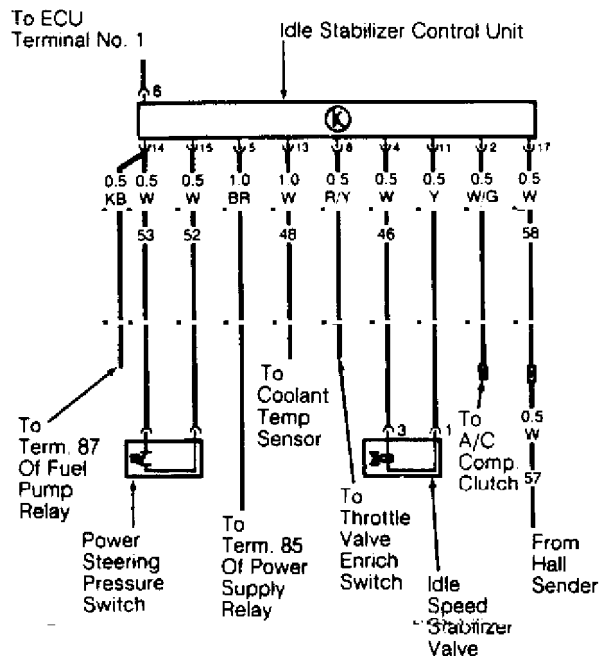 To ECU
Terminal No. 1
Idle Stabilizer Control Unit
6
K
14 15 5 13 8 4 11 2 17
0.5 0.5 0.5 1.0 1.0 0.5 0.5 0.5 0.5 0.5
KB W W BR W R/Y W Y W/G W
53 52 48 46 58
3 1
To
Term. 87
Of Fuel
Pump
Relay
Power
Steering
Pressure
Switch
To
Term. 85
Of Power
Supply
Relay
To
Coolant
Temp
Sensor
To
Throttle
Valve
Enrich
Switch
Idle
Speed
Stabilizer
Valve
To
A/C
Comp.
Clutch
0.5
W
57
From
Hall
Sender